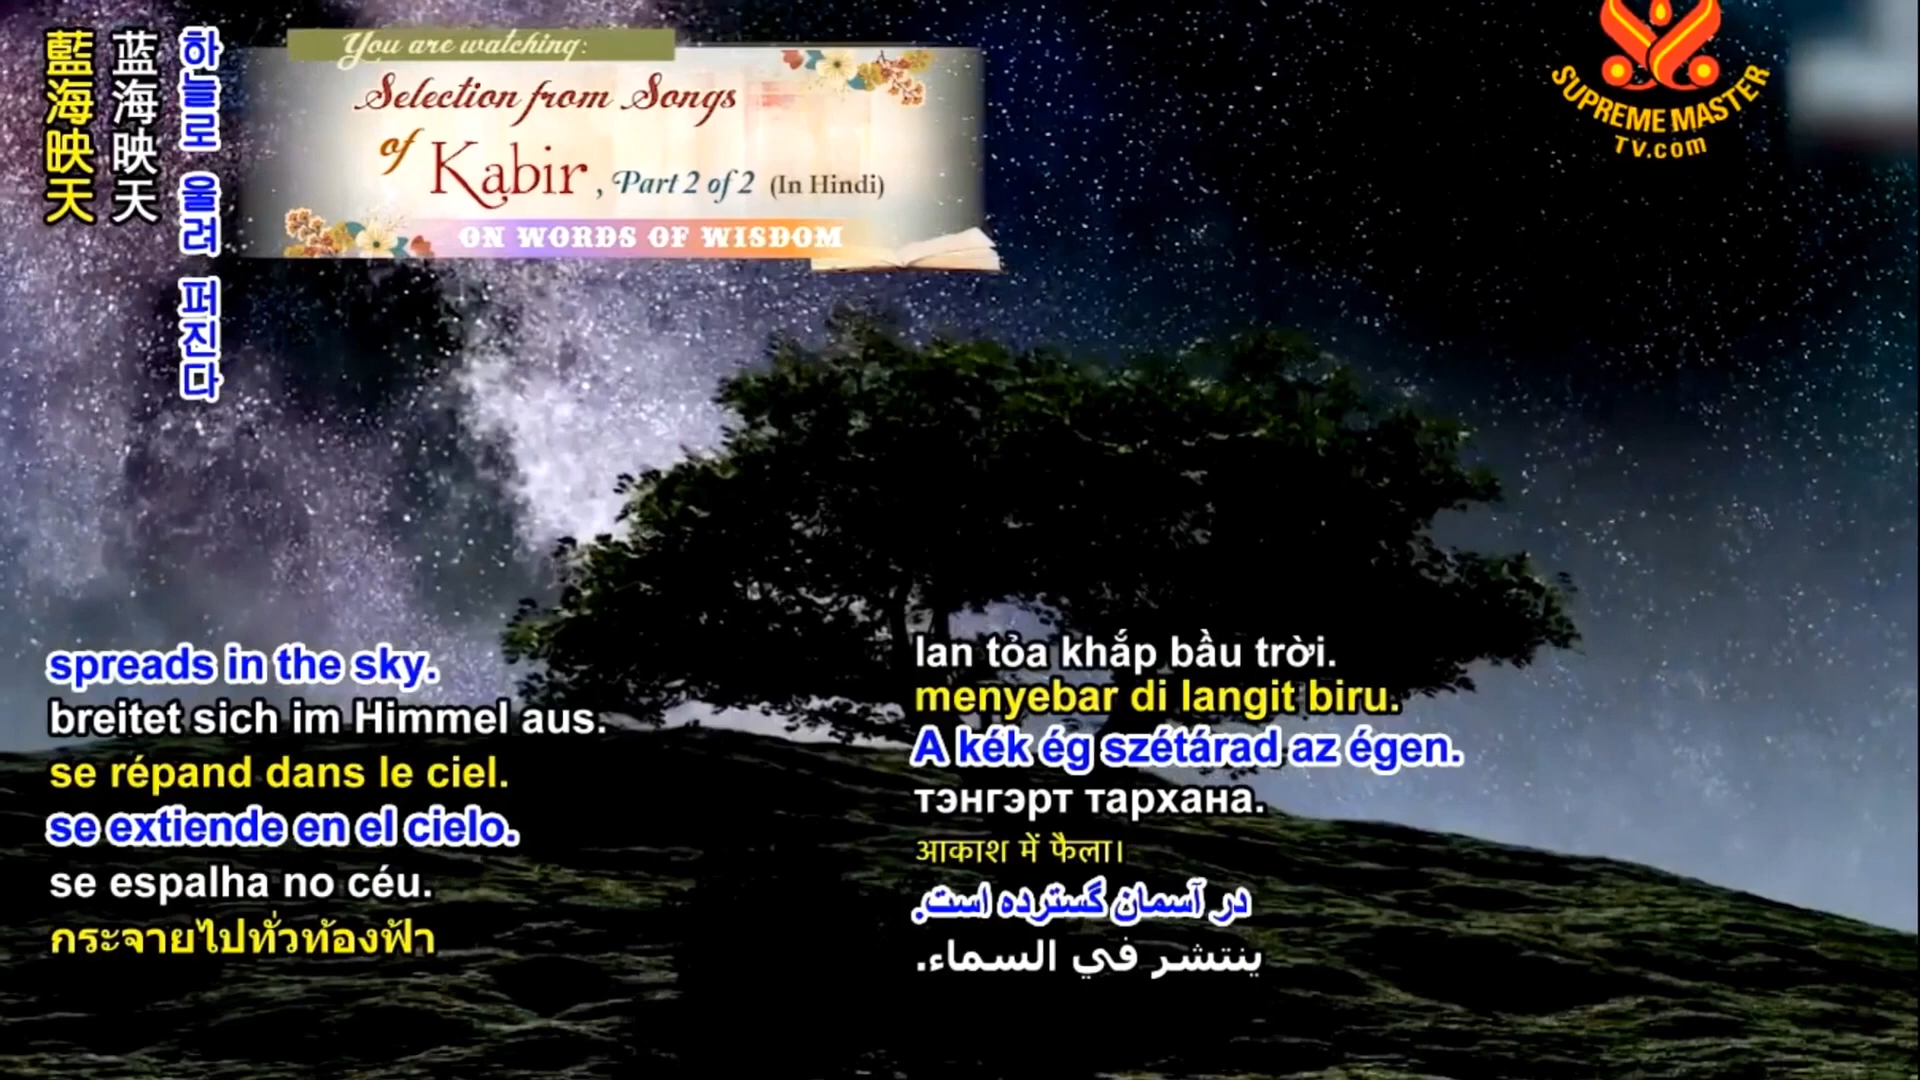 藍海映天
蓝海映天
하늘로 울려 퍼진다
You are watching:
Selection from Songs
of Kabir, Part 2 of 2 (In Hindi)
ON WORDS OF WISDOM
SUPREME MASTER
TV.com
spreads in the sky.
breitet sich im Himmel aus.
se répand dans le ciel.
se extiende en el cielo.
se espalha no céu.
กระจายไปทั่วท้องฟ้า
lan tỏa khắp bầu trời.
menyebar di langit biru.
A kék ég szétárad az égen.
тэнгэрт тархана.
आकाश में फैला।
در آسمان گسترده است.
ينتشر في السماء.